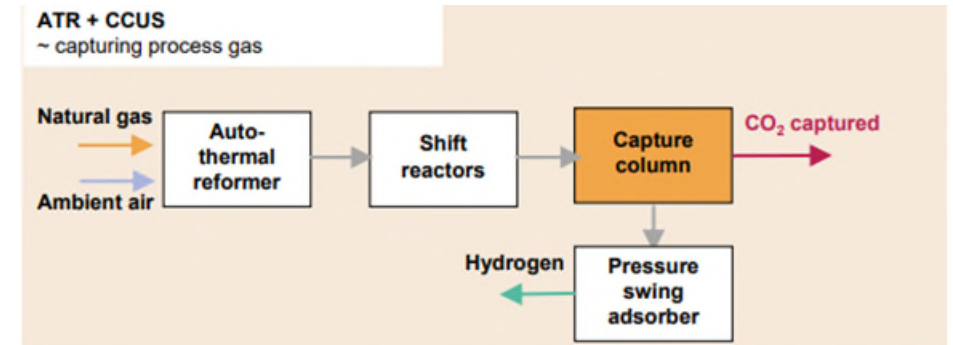 ATR + CCUS
~ capturing process gas
Natural gas
Ambient air
Auto-
thermal
reformer
Shift
reactors
Capture
column
CO₂ captured
Hydrogen
Pressure
swing
adsorber